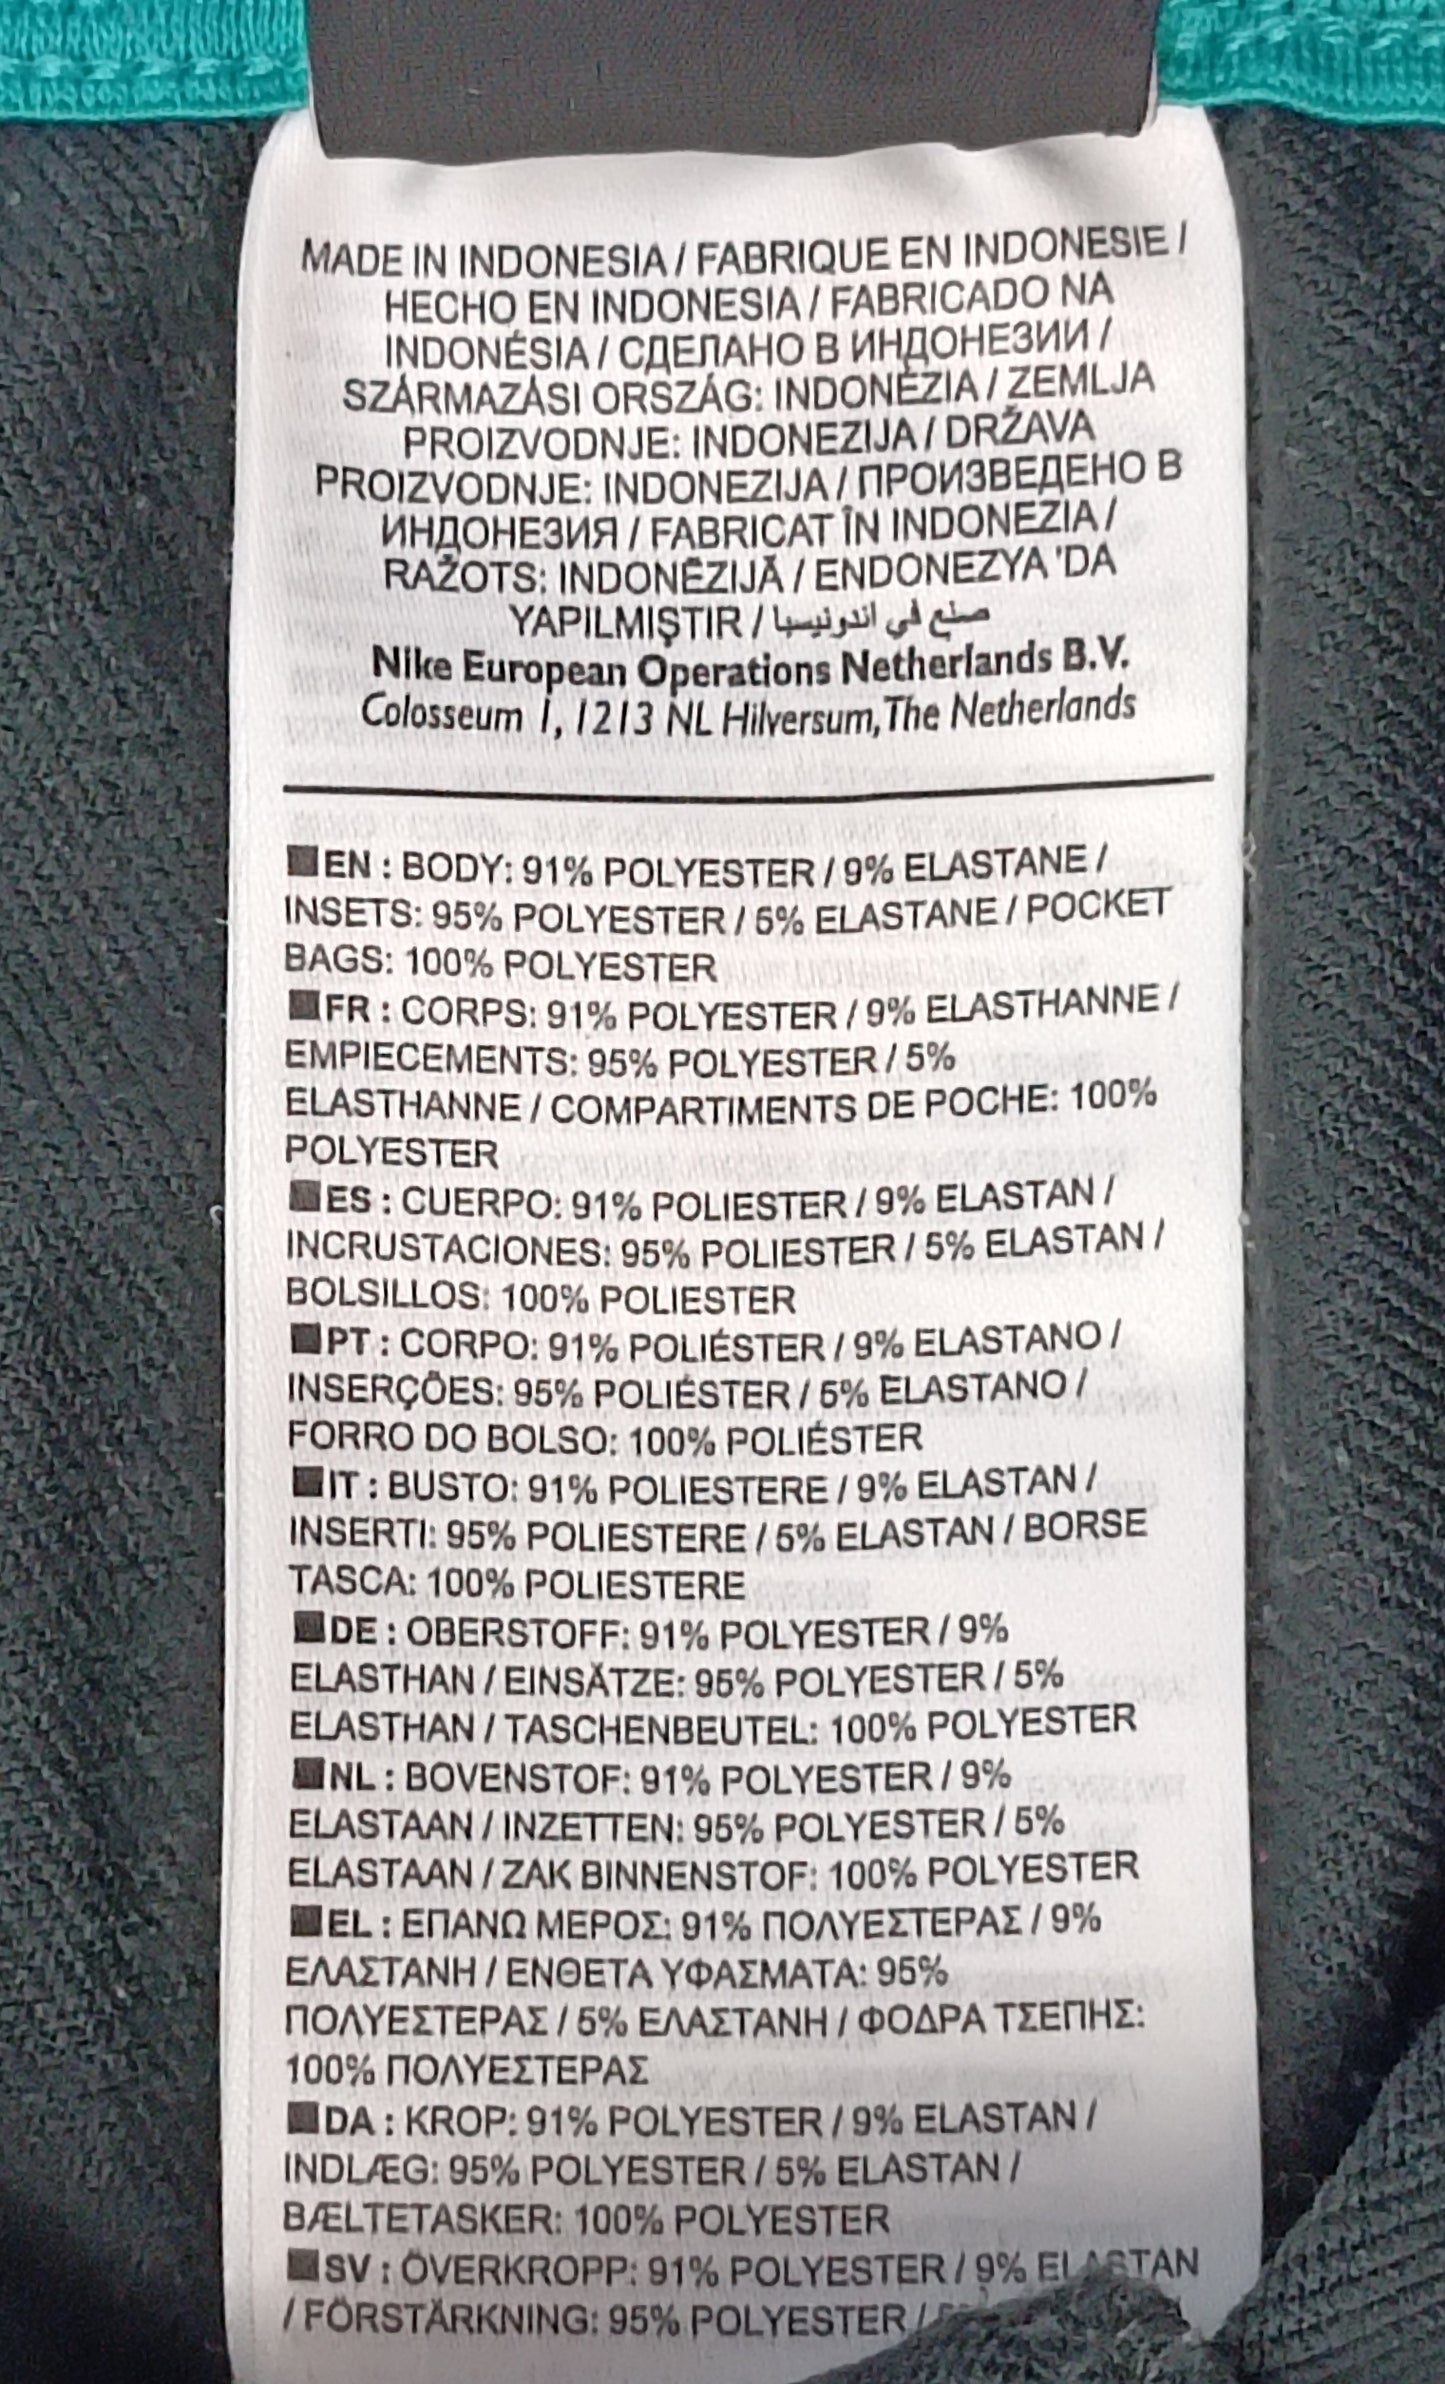 MADE IN INDONESIA / FABRIQUE EN INDONESIE /
HECHO EN INDONESIA / FABRICADO NA
INDONÉSIA / СДЕЛАНО В ИНДОНЕЗИИ /
SZÁRMAZÁSI ORSZÁG: INDONÉZIA / ZEMLJA
PROIZVODNJE: INDONEZIJA / DRŽAVA
PROIZVODNJE: INDONEZIJA / ПРОИЗВЕДЕНО В
ИНДОНЕЗИЯ / FABRICAT ÎN INDONEZIA /
RAŽOTS: INDONĒZIJĀ / ENDONEZYA 'DA
YAPILMIŞTIR / صنع في اندونيسيا
Nike European Operations Netherlands B.V.
Colosseum 1, 1213 NL Hilversum, The Netherlands
EN : BODY: 91% POLYESTER / 9% ELASTANE /
INSETS: 95% POLYESTER / 5% ELASTANE / POCKET
BAGS: 100% POLYESTER
FR : CORPS: 91% POLYESTER / 9% ELASTHANNE /
EMPIECEMENTS: 95% POLYESTER / 5%
ELASTHANNE / COMPARTIMENTS DE POCHE: 100%
POLYESTER
ES : CUERPO: 91% POLIESTER / 9% ELASTAN /
INCRUSTACIONES: 95% POLIESTER / 5% ELASTAN /
BOLSILLOS: 100% POLIESTER
PT : CORPO: 91% POLIÉSTER / 9% ELASTANO /
INSERÇÕES: 95% POLIÉSTER / 5% ELASTANO /
FORRO DO BOLSO: 100% POLIÉSTER
IT : BUSTO: 91% POLIESTERE / 9% ELASTAN /
INSERTI: 95% POLIESTERE / 5% ELASTAN / BORSE
TASCA: 100% POLIESTERE
DE : OBERSTOFF: 91% POLYESTER / 9%
ELASTHAN / EINSÄTZE: 95% POLYESTER / 5%
ELASTHAN / TASCHENBEUTEL: 100% POLYESTER
NL : BOVENSTOF: 91% POLYESTER / 9%
ELASTAAN / INZETTEN: 95% POLYESTER / 5%
ELASTAAN / ZAK BINNENSTOF: 100% POLYESTER
EL : ΕΠΑΝΩ ΜΕΡΟΣ: 91% ΠΟΛΥΕΣΤΕΡΑΣ / 9%
ΕΛΑΣΤΑΝΗ / ΕΝΘΕΤΑ ΥΦΑΣΜΑΤΑ: 95%
ΠΟΛΥΕΣΤΕΡΑΣ / 5% ΕΛΑΣΤΑΝΗ / ΦΟΔΡΑ ΤΣΕΠΗΣ:
100% ΠΟΛΥΕΣΤΕΡΑΣ
DA : KROP: 91% POLYESTER / 9% ELASTAN /
INDLÆG: 95% POLYESTER / 5% ELASTAN /
BÆLTETASKER: 100% POLYESTER
SV : ÖVERKROPP: 91% POLYESTER / 9% ELASTAN
/ FÖRSTÄRKNING: 95% POLYESTER /